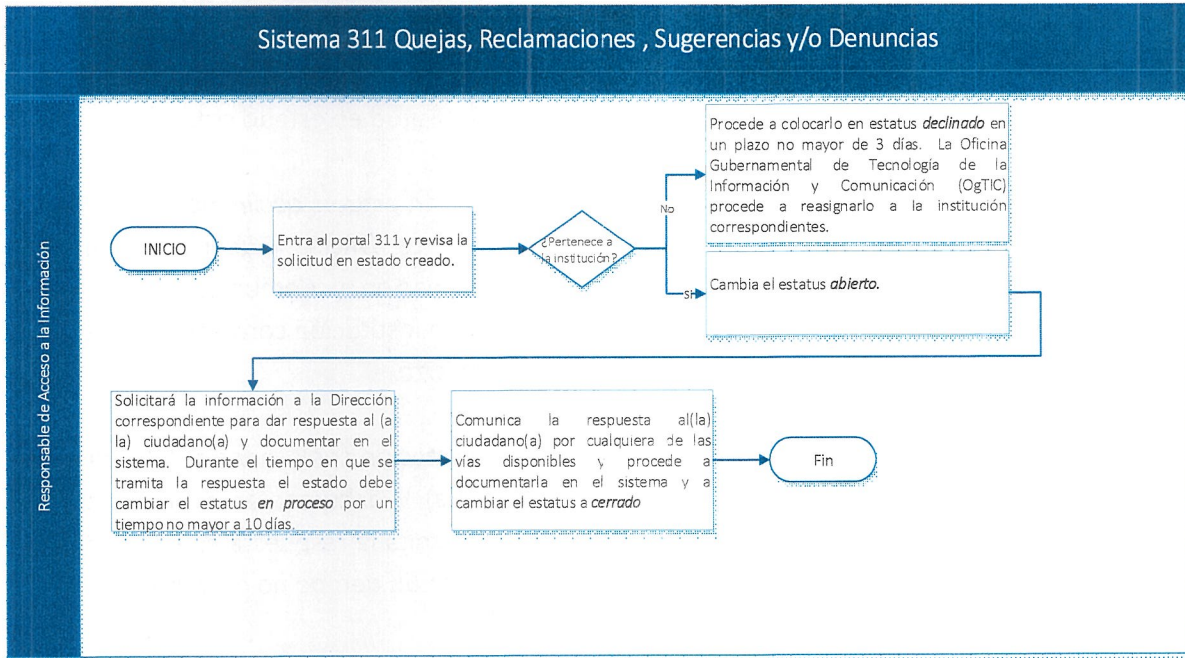 Sistema 311 Quejas, Reclamaciones , Sugerencias y/o Denuncias
Responsable de Acceso a la Información
INICIO
Entra al portal 311 y revisa la
solicitud en estado creado.
¿Pertenece a
la institución?
No
Procede a colocarlo en estatus declinado en
un plazo no mayor de 3 días. La Oficina
Gubernamental de Tecnología de la
Información y Comunicación (OgTIC)
procede a reasignarlo a la institución
correspondientes.
Si
Cambia el estatus abierto.
Solicitará la información a la Dirección
correspondiente para dar respuesta al (a
la) ciudadano(a) y documentar en el
sistema. Durante el tiempo en que se
tramita la respuesta el estado debe
cambiar el estatus en proceso por un
tiempo no mayor a 10 días.
Comunica la respuesta al(la)
ciudadano(a) por cualquiera de las
vías disponibles y procede a
documentarla en el sistema y a
cambiar el estatus a cerrado
Fin